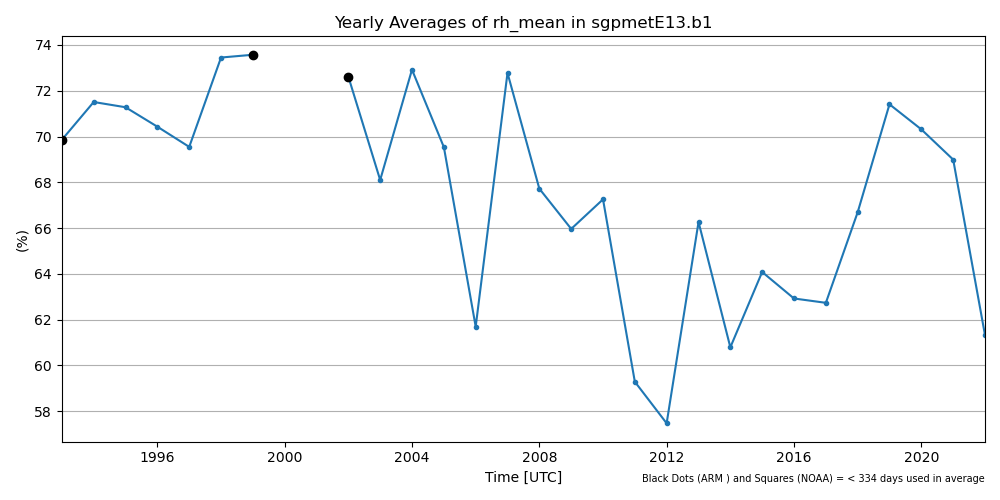 Yearly Averages of rh_mean in sgpmetE13.b1
74
72
70
68
66
64
62
60
58
(%)
1996 2000 2004 2008 2012 2016 2020
Time [UTC]
Black Dots (ARM ) and Squares (NOAA) = < 334 days used in average